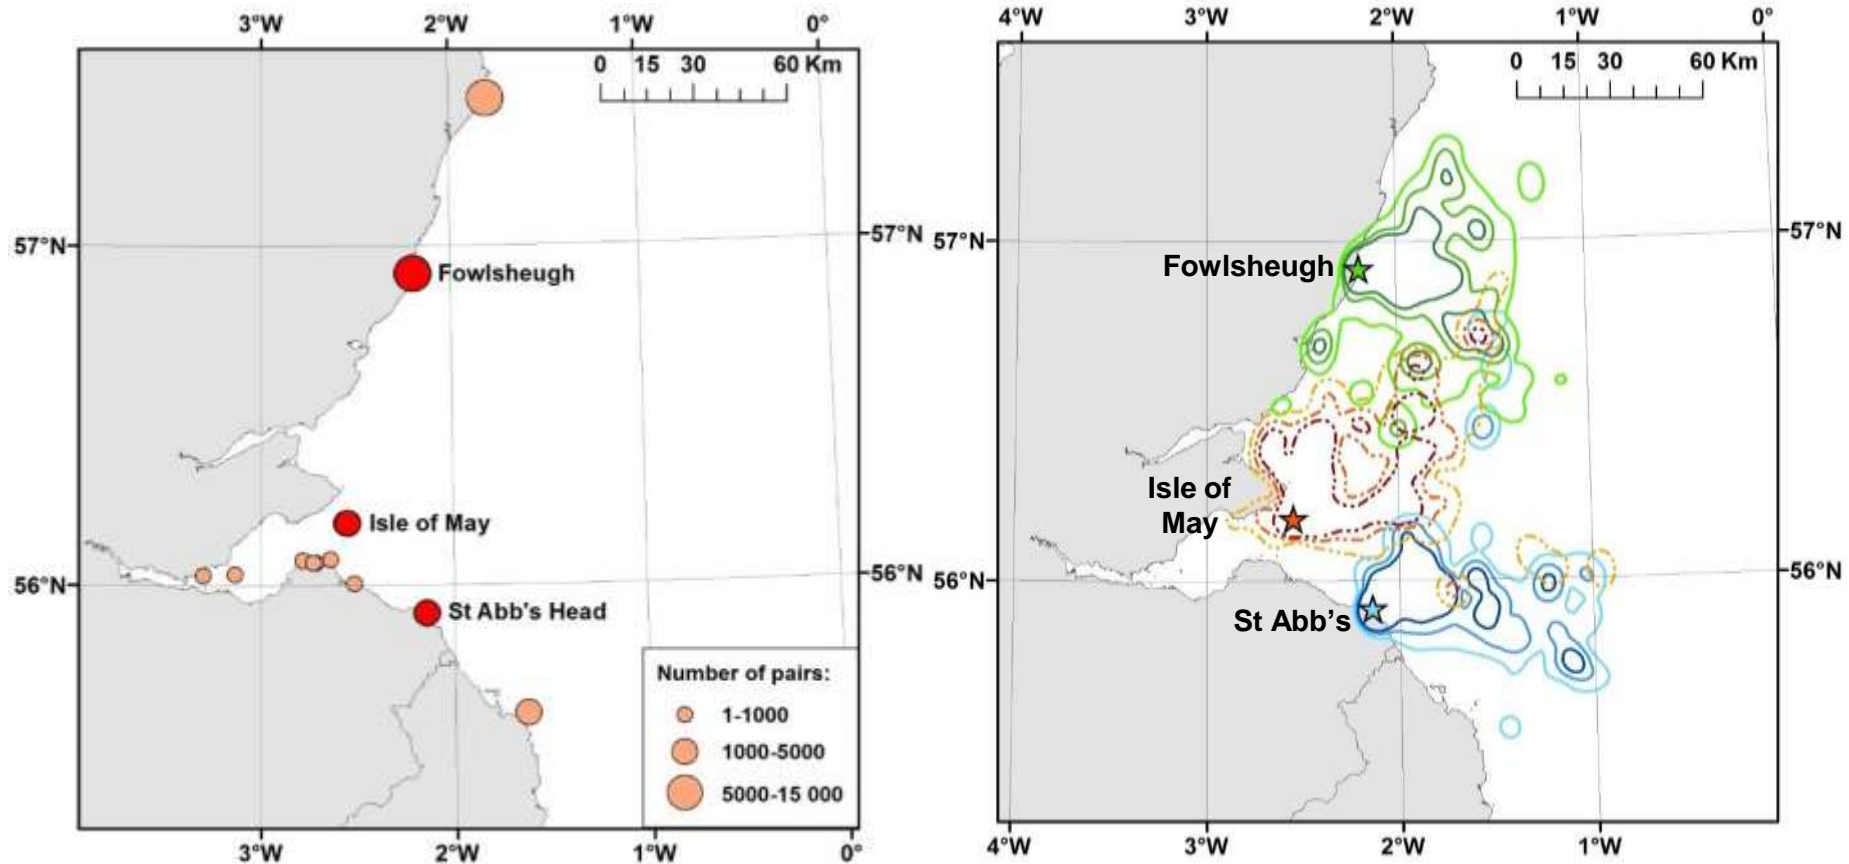 3°W 2°W 1°W 0°
0 15 30 60 Km
57°N 57°N
Fowlsheugh
Isle of May
56°N 56°N
St Abb's Head
Number of pairs:
1-1000
1000-5000
5000-15 000
3°W 2°W 1°W 0°
4°W 3°W 2°W 1°W 0°
0 15 30 60 Km
57°N 57°N
Fowlsheugh
Isle of
May
56°N 56°N
St Abb’s
4°W 3°W 2°W 1°W